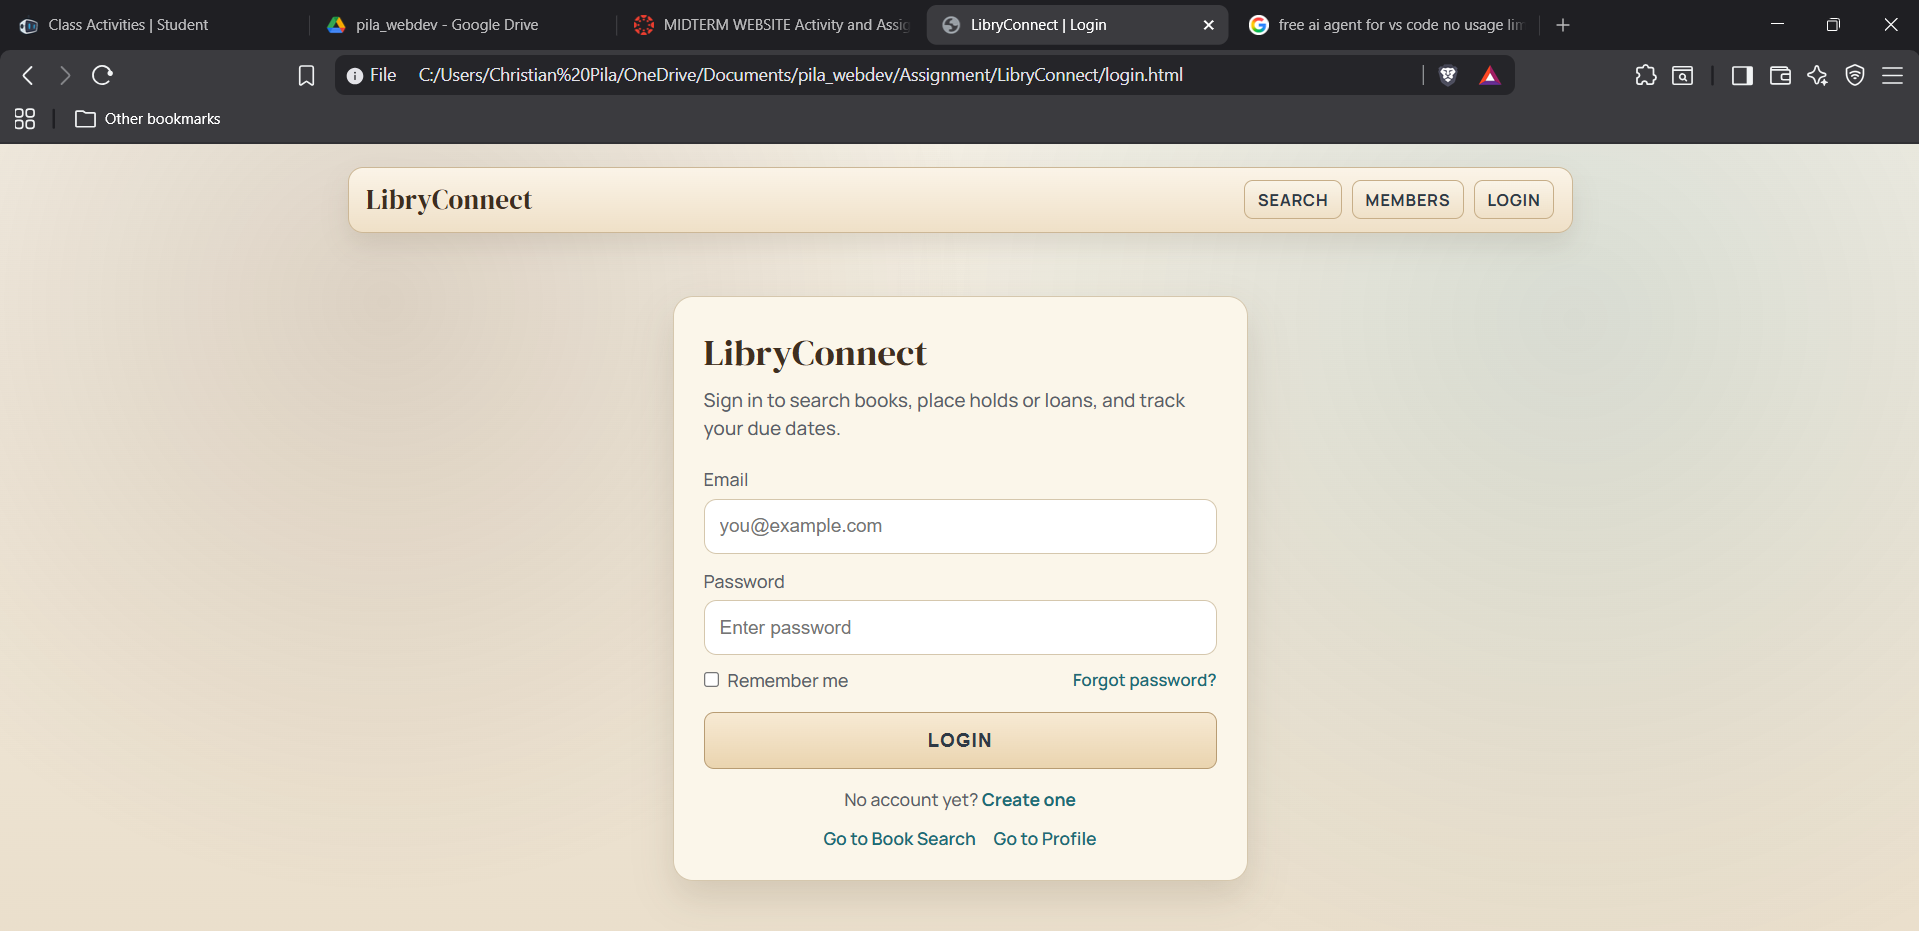 Class Activities | Student
pila_webdev - Google Drive
MIDTERM WEBSITE Activity and Assig
LibryConnect | Login
free ai agent for vs code no usage lin
File C:/Users/Christian%20Pila/OneDrive/Documents/pila_webdev/Assignment/LibryConnect/login.html
Other bookmarks
LibryConnect
SEARCH
MEMBERS
LOGIN
LibryConnect
Sign in to search books, place holds or loans, and track
your due dates.
Email
you@example.com
Password
Enter password
Remember me
Forgot password?
LOGIN
No account yet? Create one
Go to Book Search Go to Profile